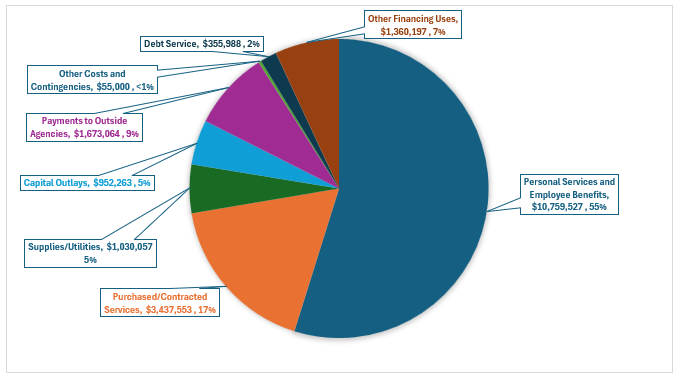 Other Financing Uses,
$1,360,197 , 7%
Debt Service, $355,988 , 2%
Other Costs and
Contingencies, $55,000 , <1%
Payments to Outside
Agencies, $1,673,064 , 9%
Capital Outlays, $952,263 , 5%
Personal Services and
Employee Benefits,
$10,759,527 , 55%
Supplies/Utilities, $1,030,057
5%
Purchased/Contracted
Services, $3,437,553 , 17%